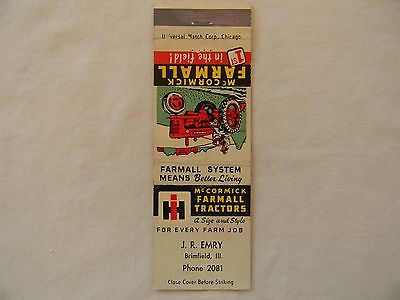 Universal Match Corp., Chicago
1st in the field!
McCORMICK
FARMALL
FARMALL SYSTEM
MEANS Better Living
McCORMICK
FARMALL
TRACTORS
IH
A Size and Style
FOR EVERY FARM JOB
J. R. EMRY
Brimfield, Ill.
Phone 2081
Close Cover Before Striking